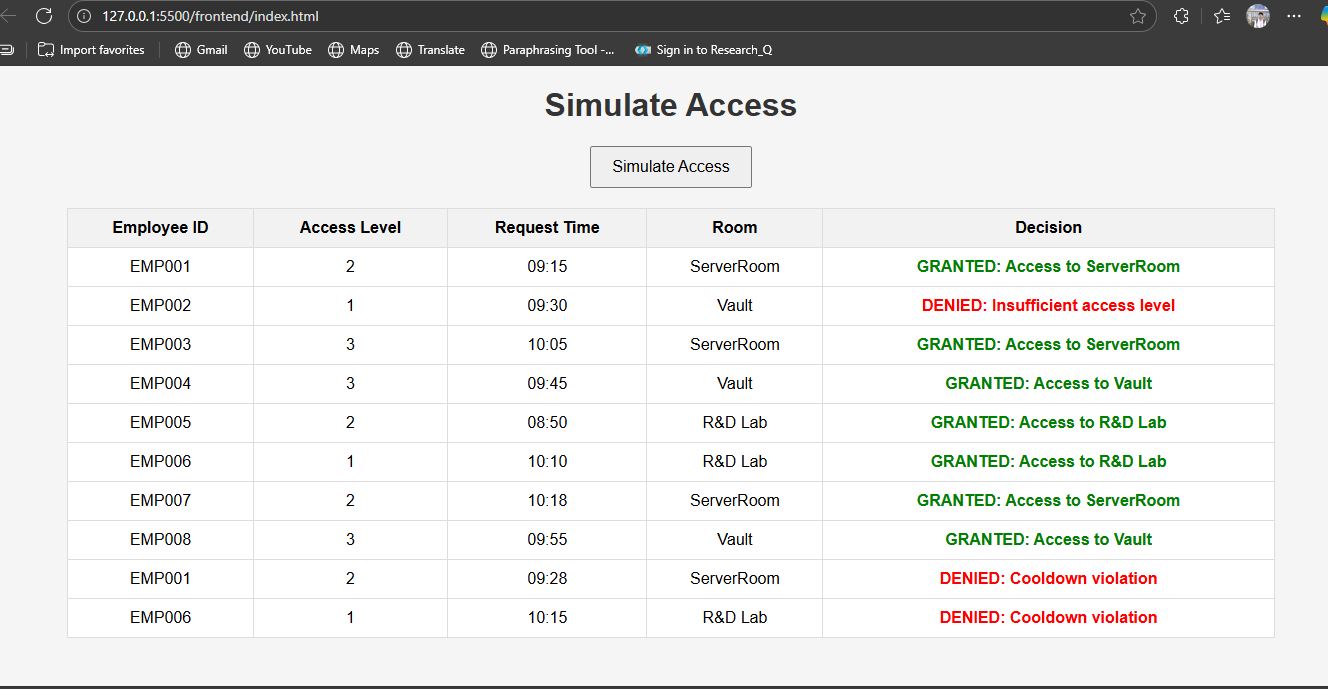 127.0.0.1:5500/frontend/index.html
Import favorites Gmail YouTube Maps Translate Paraphrasing Tool -... Sign in to Research_Q
Simulate Access
Simulate Access
Employee ID Access Level Request Time Room Decision
EMP001 2 09:15 ServerRoom GRANTED: Access to ServerRoom
EMP002 1 09:30 Vault DENIED: Insufficient access level
EMP003 3 10:05 ServerRoom GRANTED: Access to ServerRoom
EMP004 3 09:45 Vault GRANTED: Access to Vault
EMP005 2 08:50 R&D Lab GRANTED: Access to R&D Lab
EMP006 1 10:10 R&D Lab GRANTED: Access to R&D Lab
EMP007 2 10:18 ServerRoom GRANTED: Access to ServerRoom
EMP008 3 09:55 Vault GRANTED: Access to Vault
EMP001 2 09:28 ServerRoom DENIED: Cooldown violation
EMP006 1 10:15 R&D Lab DENIED: Cooldown violation